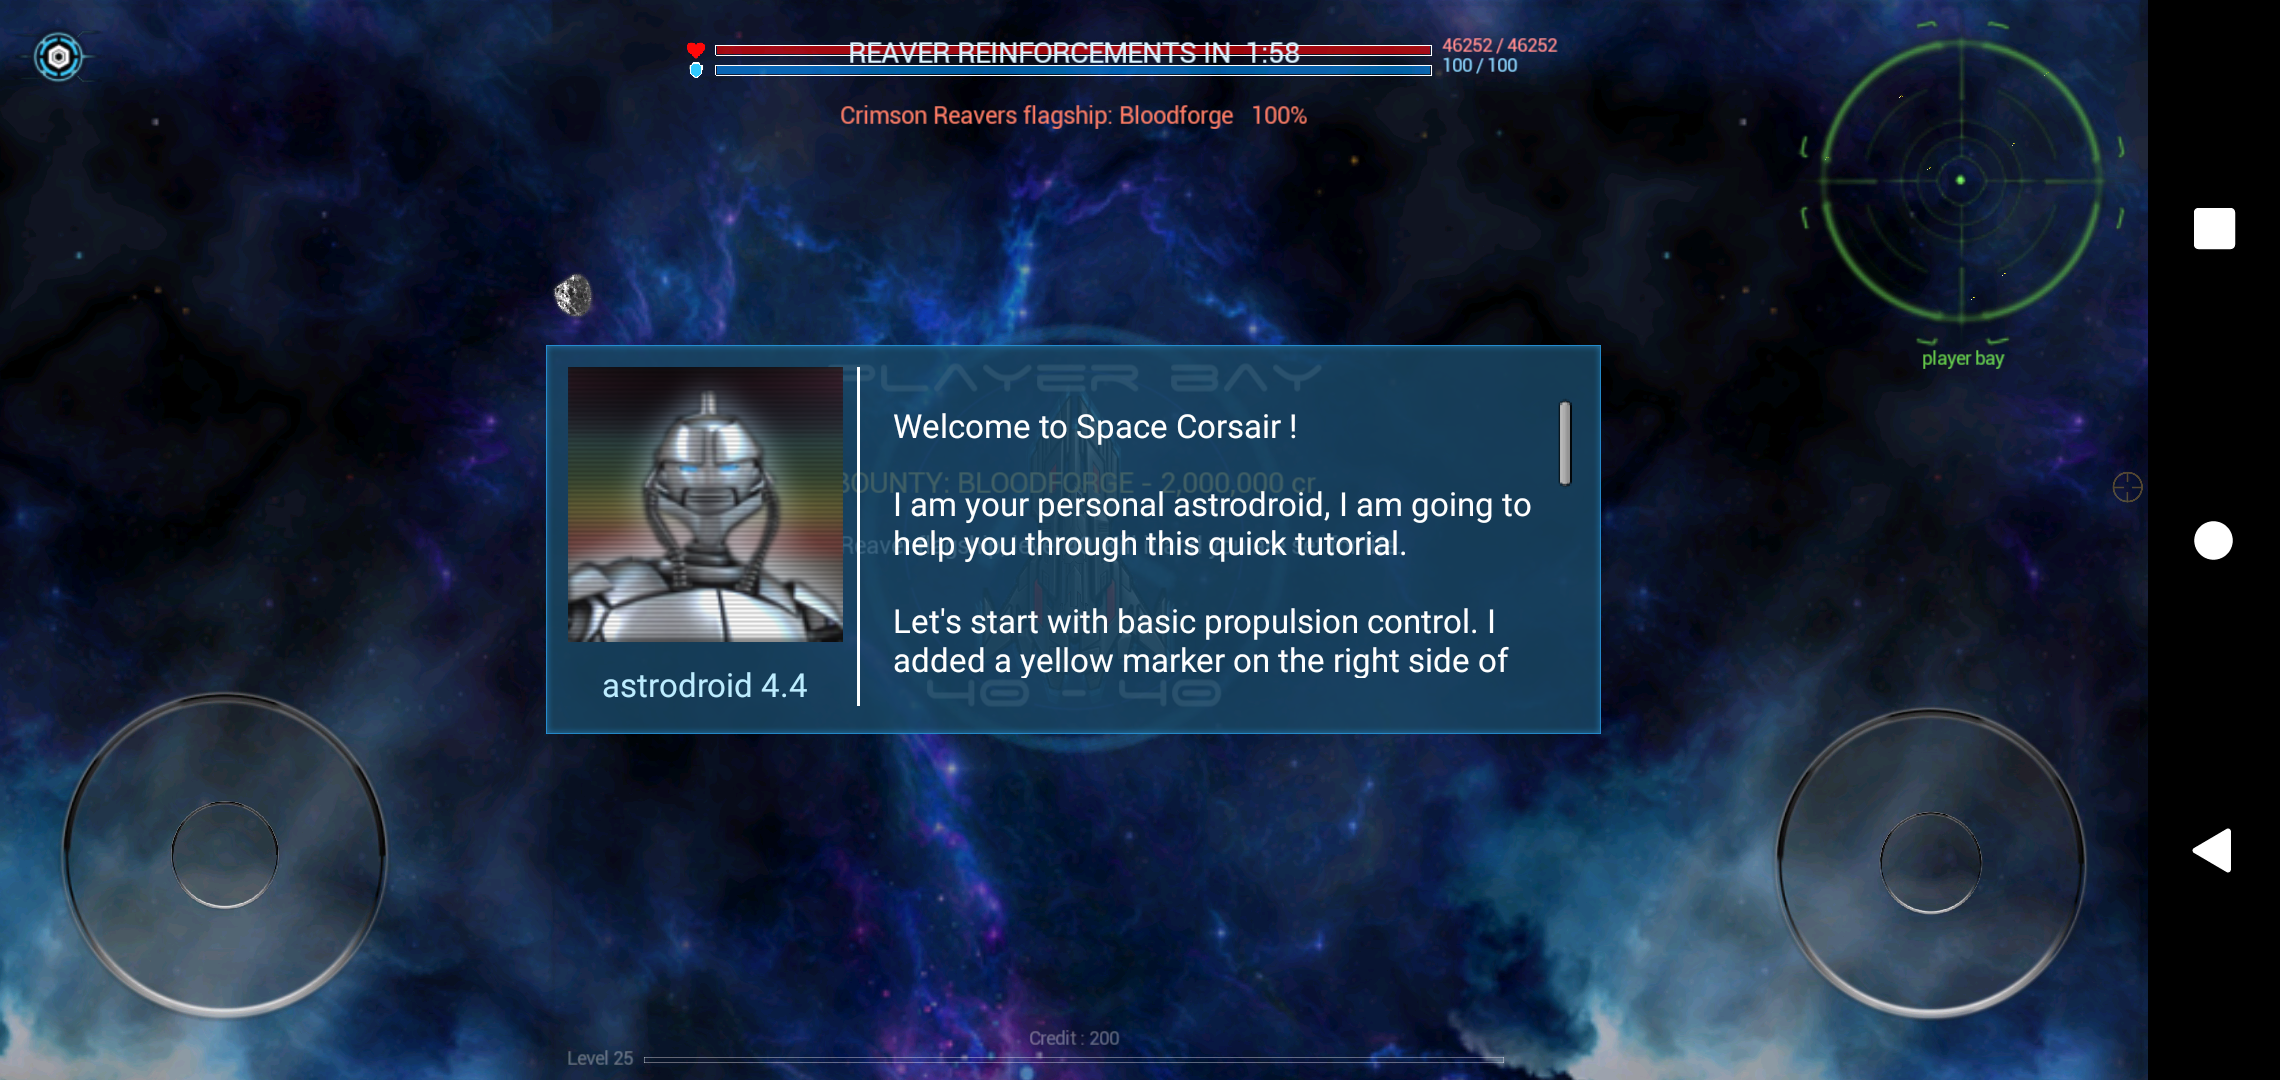 REAVER REINFORCEMENTS IN 1:58
46252 / 46252
100 / 100
Crimson Reavers flagship: Bloodforge 100%
player bay
PLAYER BAY
Welcome to Space Corsair !
BOUNTY: BLOODFORGE - 2,000,000 cr
I am your personal astrodroid, I am going to
help you through this quick tutorial.
Let's start with basic propulsion control. I
added a yellow marker on the right side of
astrodroid 4.4
40 - 40
Credit : 200
Level 25